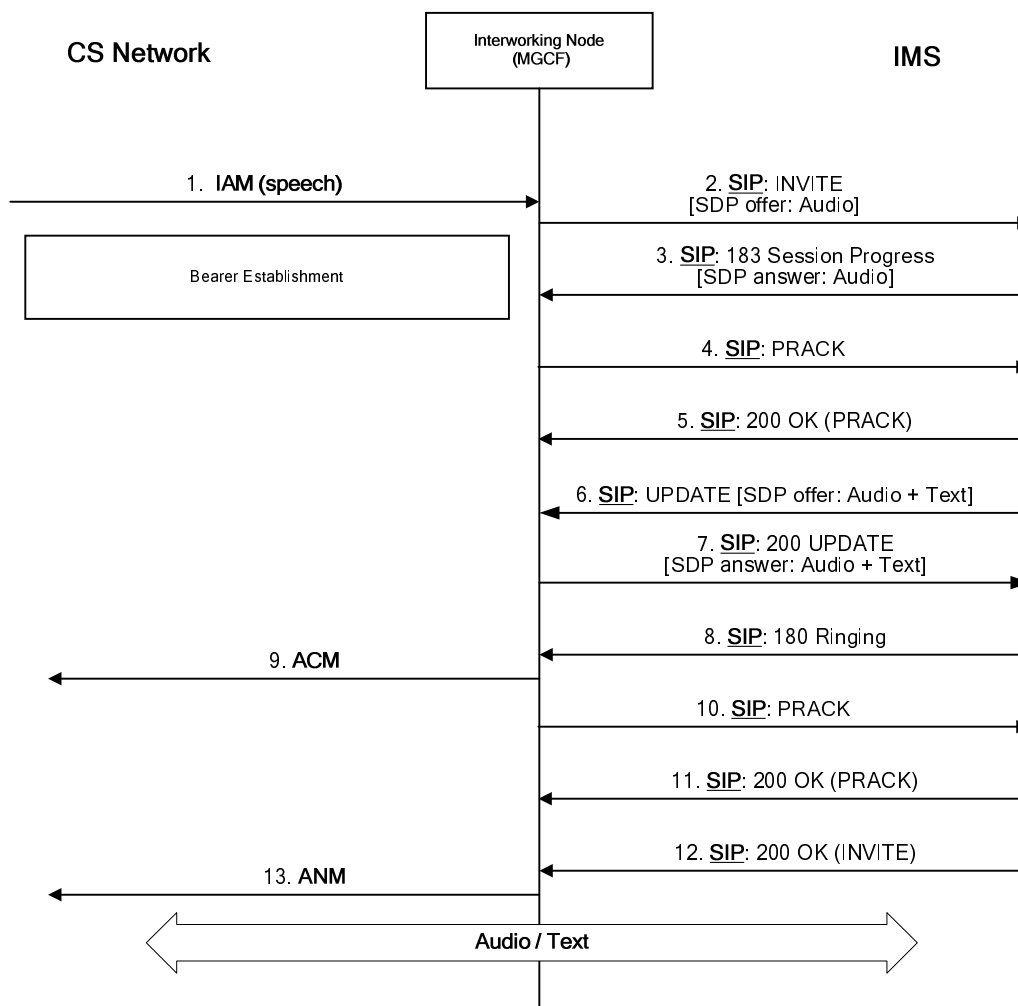 Interworking Node
(MGCF)
CS Network
IMS
1. IAM (speech)
2. SIP: INVITE
[SDP offer: Audio]
3. SIP: 183 Session Progress
[SDP answer: Audio]
Bearer Establishment
4. SIP: PRACK
5. SIP: 200 OK (PRACK)
6. SIP: UPDATE [SDP offer: Audio + Text]
7. SIP: 200 UPDATE
[SDP answer: Audio + Text]
8. SIP: 180 Ringing
9. ACM
10. SIP: PRACK
11. SIP: 200 OK (PRACK)
12. SIP: 200 OK (INVITE)
13. ANM
Audio / Text